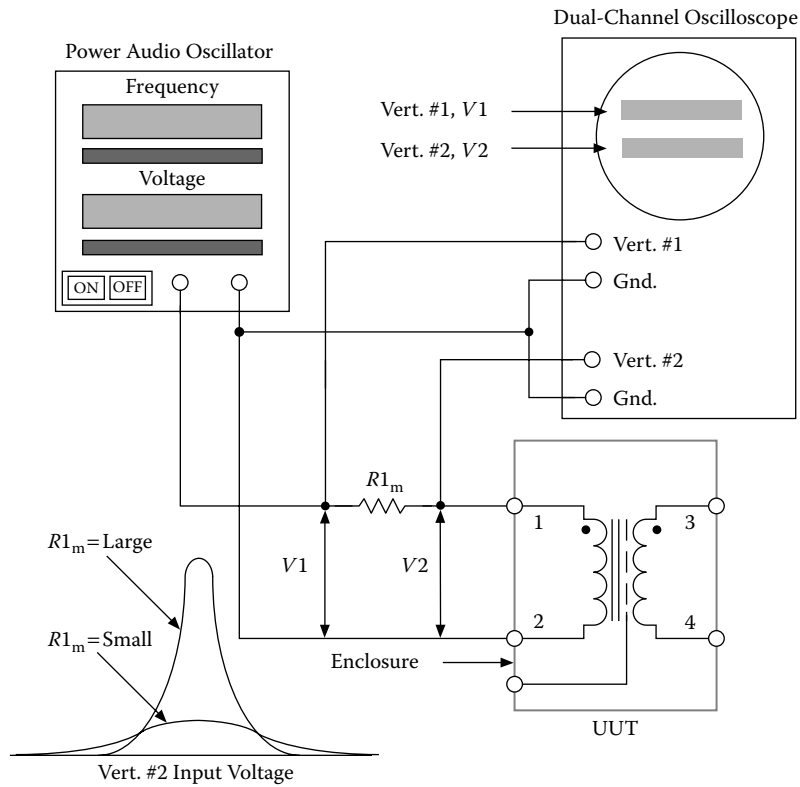 Dual-Channel Oscilloscope
Power Audio Oscillator
Frequency
Voltage
ON OFF
Vert. #1, V1
Vert. #2, V2
Vert. #1
Gnd.
Vert. #2
Gnd.
R1m
V1
V2
1
2
3
4
Enclosure
UUT
R1m=Large
R1m=Small
Vert. #2 Input Voltage